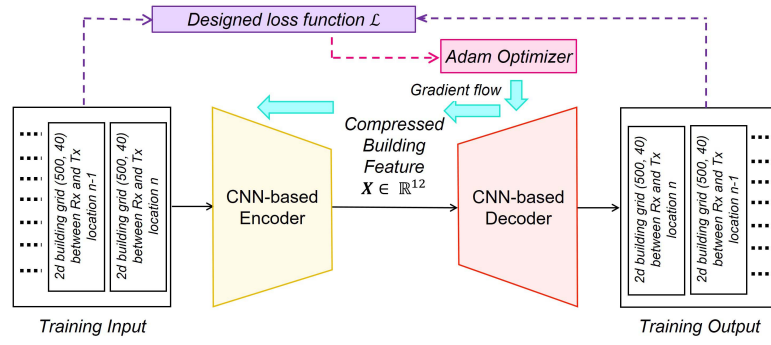 Designed loss function ℒ
Adam Optimizer
Gradient flow
2d building grid (500, 40)
between Rx and Tx
location n-1
2d building grid (500, 40)
between Rx and Tx
location n
CNN-based
Encoder
Compressed
Building
Feature
X ∈ ℝ¹²
CNN-based
Decoder
2d building grid (500, 40)
between Rx and Tx
location n
2d building grid (500, 40)
between Rx and Tx
location n-1
Training Input
Training Output